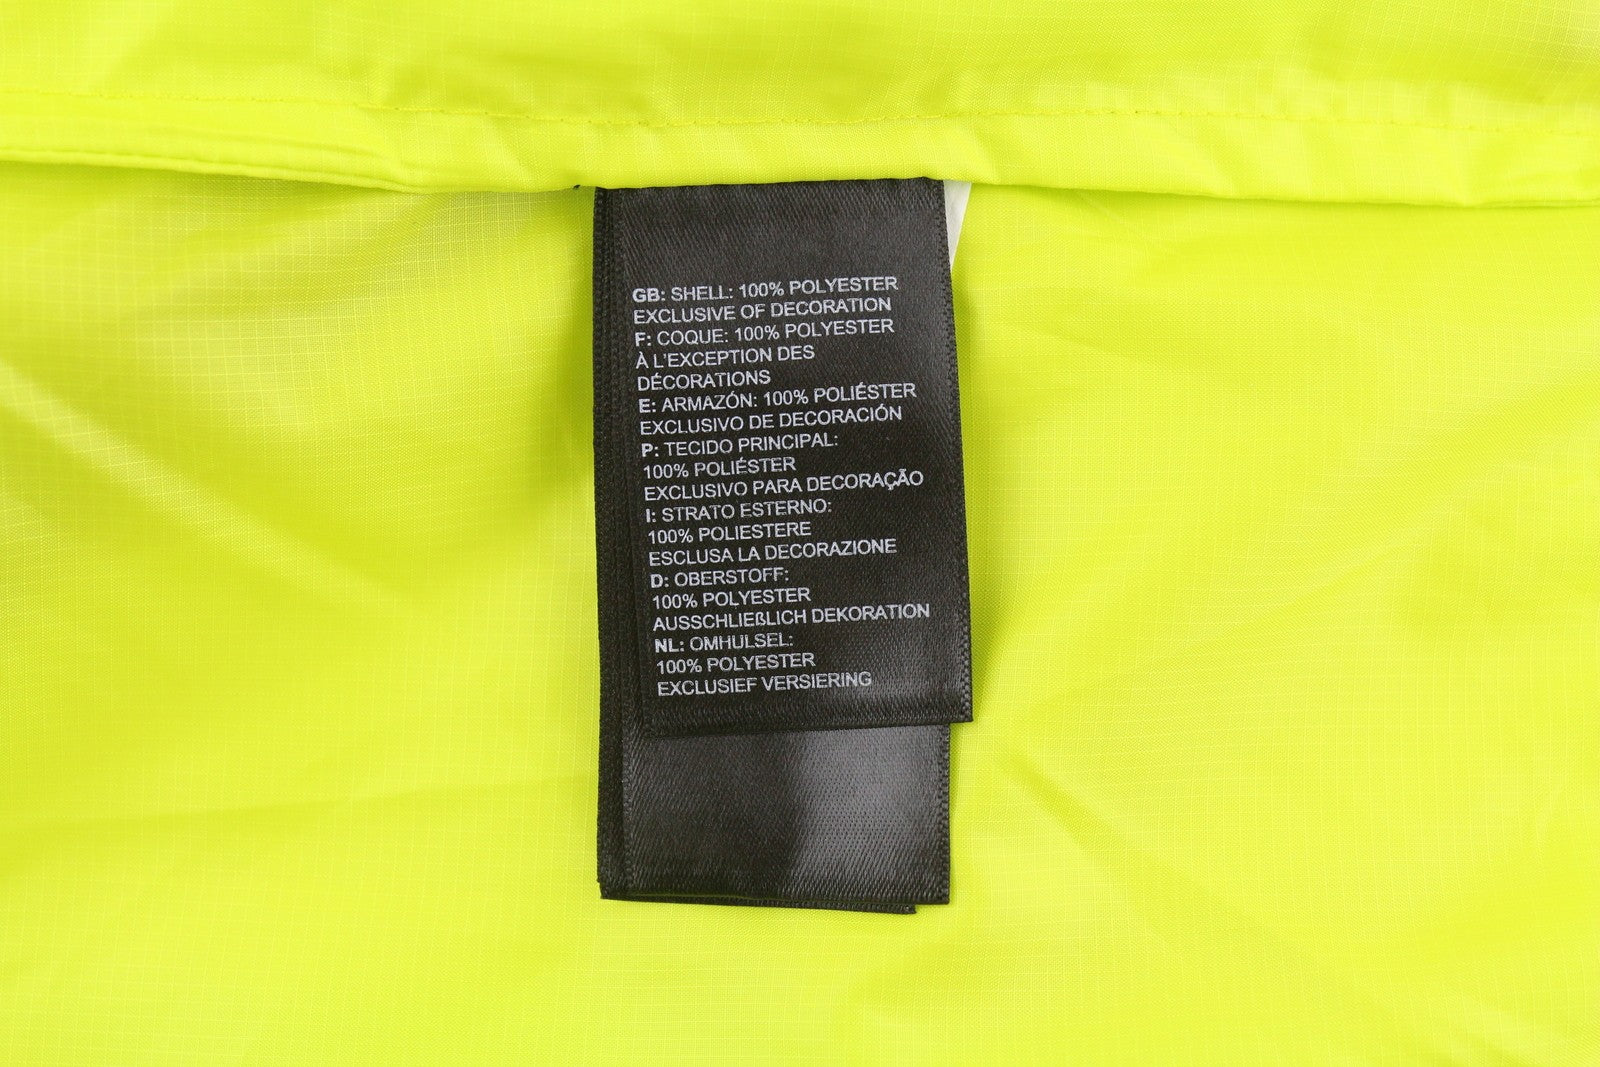 GB: SHELL: 100% POLYESTER
EXCLUSIVE OF DECORATION
F: COQUE: 100% POLYESTER
À L'EXCEPTION DES
DÉCORATIONS
E: ARMAZÓN: 100% POLIÉSTER
EXCLUSIVO DE DECORACIÓN
P: TECIDO PRINCIPAL:
100% POLIÉSTER
EXCLUSIVO PARA DECORAÇÃO
I: STRATO ESTERNO:
100% POLIESTERE
ESCLUSA LA DECORAZIONE
D: OBERSTOFF:
100% POLYESTER
AUSSCHLIEßLICH DEKORATION
NL: OMHULSEL:
100% POLYESTER
EXCLUSIEF VERSIERING